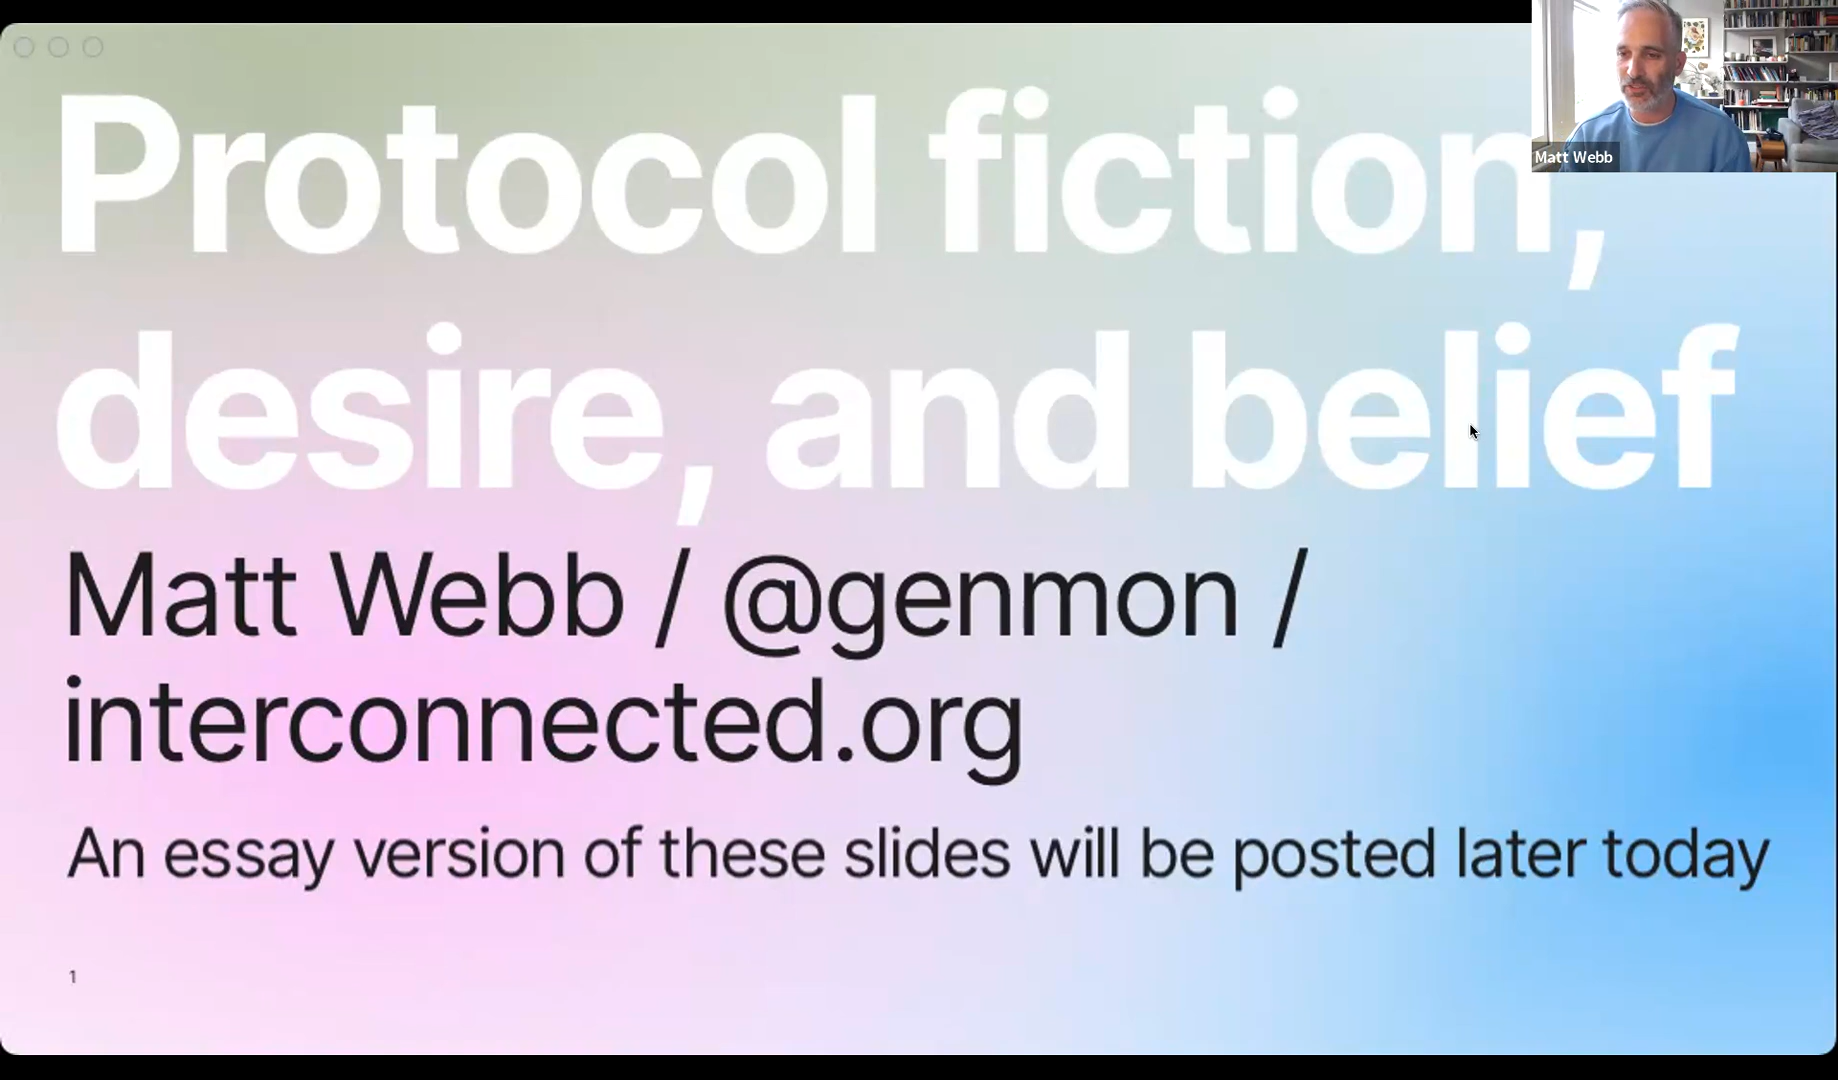 Protocol fiction,
desire, and belief
Matt Webb / @genmon /
interconnected.org
An essay version of these slides will be posted later today
1
Matt Webb